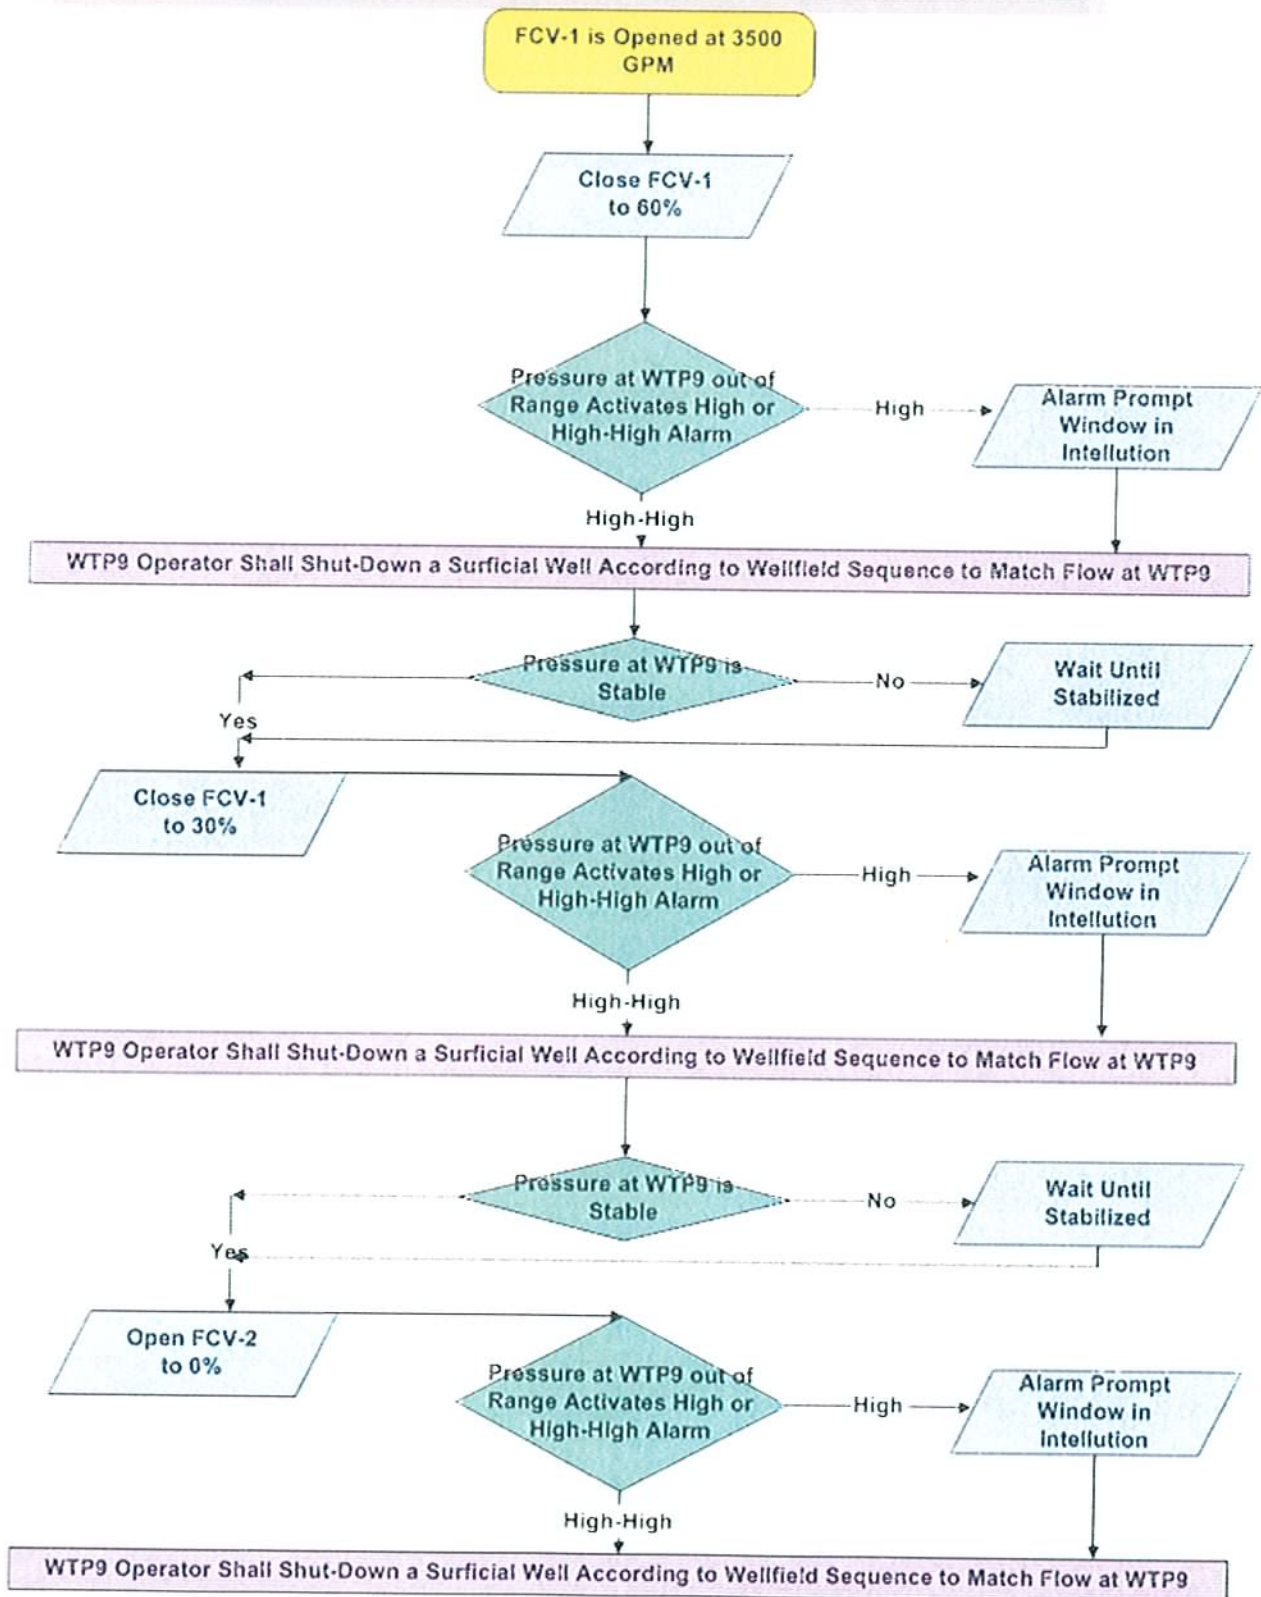 FCV-1 is Opened at 3500
GPM
Close FCV-1
to 60%
Pressure at WTP9 out of
Range Activates High or
High-High Alarm
High
Alarm Prompt
Window in
Intellution
High-High
WTP9 Operator Shall Shut-Down a Surficial Well According to Wellfield Sequence to Match Flow at WTP9
Pressure at WTP9 is
Stable
No
Wait Until
Stabilized
Yes
Close FCV-1
to 30%
Pressure at WTP9 out of
Range Activates High or
High-High Alarm
High
Alarm Prompt
Window in
Intellution
High-High
WTP9 Operator Shall Shut-Down a Surficial Well According to Wellfield Sequence to Match Flow at WTP9
Pressure at WTP9 is
Stable
No
Wait Until
Stabilized
Yes
Open FCV-2
to 0%
Pressure at WTP9 out of
Range Activates High or
High-High Alarm
High
Alarm Prompt
Window in
Intellution
High-High
WTP9 Operator Shall Shut-Down a Surficial Well According to Wellfield Sequence to Match Flow at WTP9